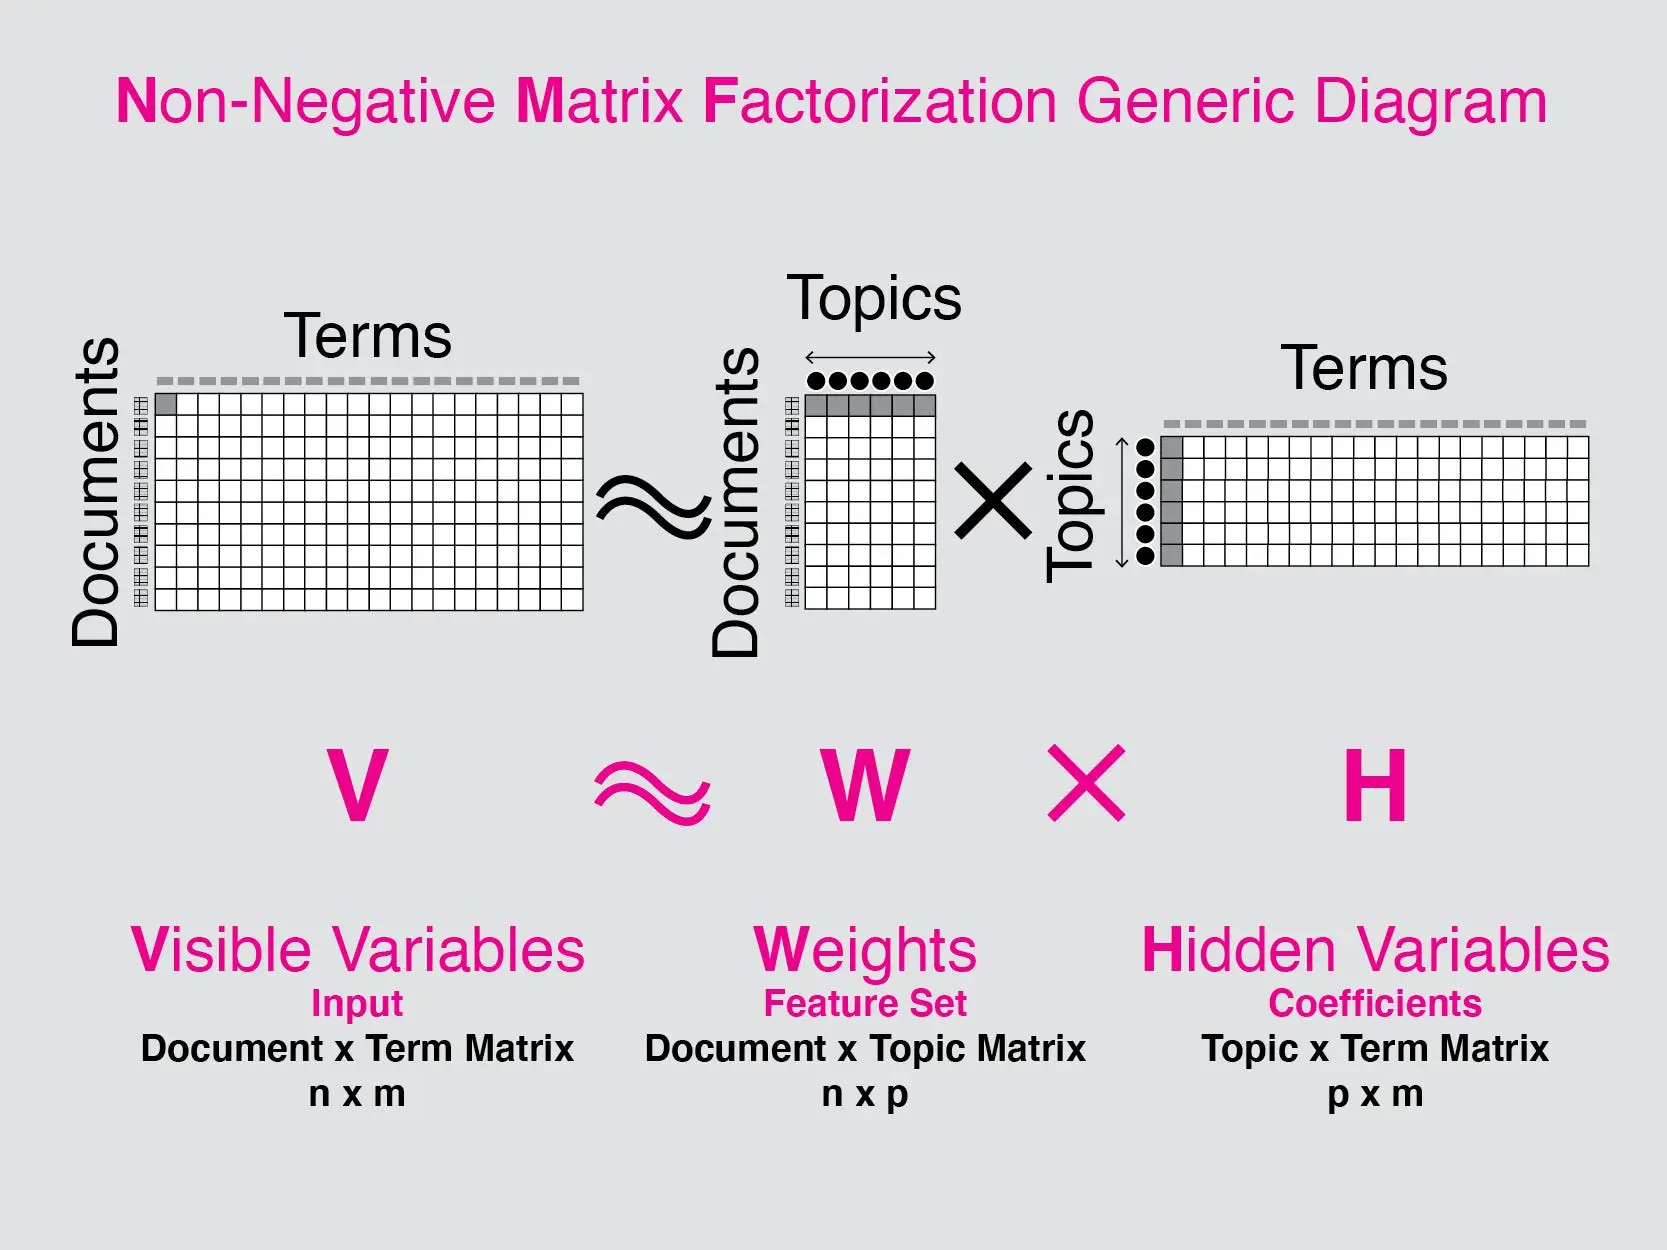 Non-Negative Matrix Factorization Generic Diagram
Documents
Terms
≈
Documents
Topics
×
Topics
Terms
V ≈ W × H
Visible Variables
Input
Document x Term Matrix
n x m
Weights
Feature Set
Document x Topic Matrix
n x p
Hidden Variables
Coefficients
Topic x Term Matrix
p x m